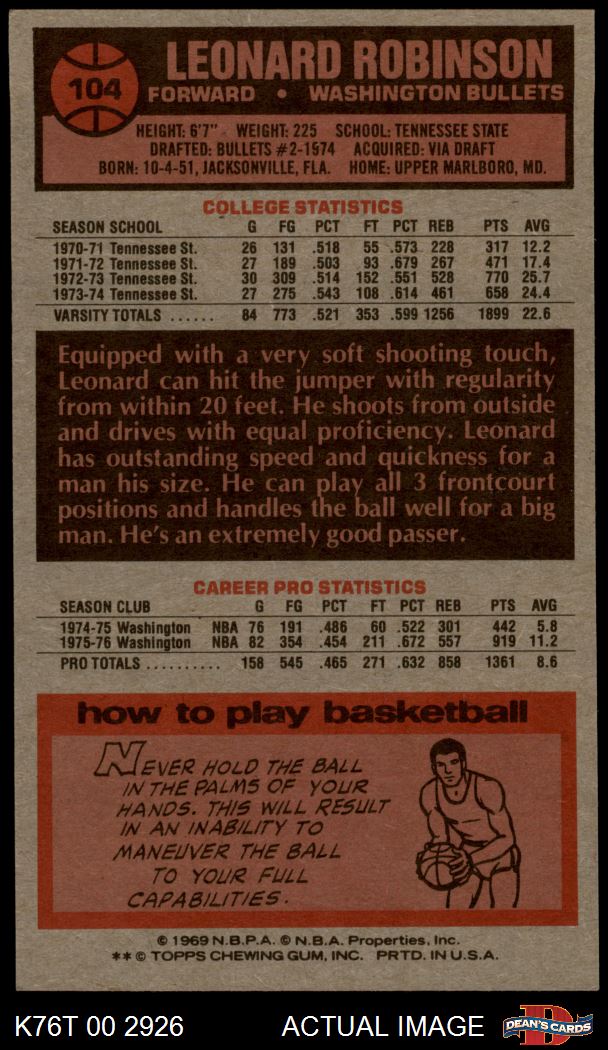 104
LEONARD ROBINSON
FORWARD • WASHINGTON BULLETS
HEIGHT: 6'7" WEIGHT: 225 SCHOOL: TENNESSEE STATE
DRAFTED: BULLETS #2-1974 ACQUIRED: VIA DRAFT
BORN: 10-4-51, JACKSONVILLE, FLA. HOME: UPPER MARLBORO, MD.
COLLEGE STATISTICS
SEASON SCHOOL G FG PCT FT PCT REB PTS AVG
1970-71 Tennessee St. 26 131 .518 55 .573 228 317 12.2
1971-72 Tennessee St. 27 189 .503 93 .679 267 471 17.4
1972-73 Tennessee St. 30 309 .514 152 .551 528 770 25.7
1973-74 Tennessee St. 27 275 .543 108 .614 461 658 24.4
VARSITY TOTALS ...... 84 773 .521 353 .599 1256 1899 22.6
Equipped with a very soft shooting touch,
Leonard can hit the jumper with regularity
from within 20 feet. He shoots from outside
and drives with equal proficiency. Leonard
has outstanding speed and quickness for a
man his size. He can play all 3 frontcourt
positions and handles the ball well for a big
man. He's an extremely good passer.
CAREER PRO STATISTICS
SEASON CLUB G FG PCT FT PCT REB PTS AVG
1974-75 Washington NBA 76 191 .486 60 .522 301 442 5.8
1975-76 Washington NBA 82 354 .454 211 .672 557 919 11.2
PRO TOTALS .......... 158 545 .465 271 .632 858 1361 8.6
how to play basketball
NEVER HOLD THE BALL
IN THE PALMS OF YOUR
HANDS. THIS WILL RESULT
IN AN INABILITY TO
MANEUVER THE BALL
TO YOUR FULL
CAPABILITIES.
© 1969 N.B.P.A. © N.B.A. Properties, Inc.
** © TOPPS CHEWING GUM, INC. PRTD. IN U.S.A.
K76T 00 2926 ACTUAL IMAGE
D
DEAN'S CARDS